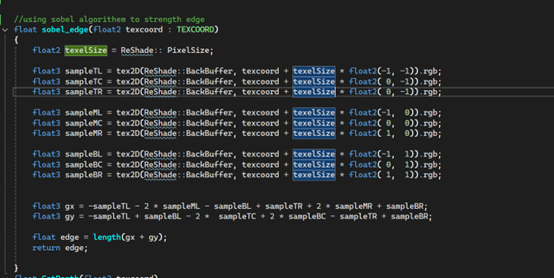 //using sobel algorithem to strength edge
float sobel_edge(float2 texcoord : TEXCOORD)
{
float2 texelSize = ReShade:: PixelSize;
float3 sampleTL = tex2D(ReShade::BackBuffer, texcoord + texelSize * float2(-1, -1)).rgb;
float3 sampleTC = tex2D(ReShade::BackBuffer, texcoord + texelSize * float2( 0, -1)).rgb;
float3 sampleTR = tex2D(ReShade::BackBuffer, texcoord + texelSize * float2( 0, -1)).rgb;
float3 sampleML = tex2D(ReShade::BackBuffer, texcoord + texelSize * float2(-1,  0)).rgb;
float3 sampleMC = tex2D(ReShade::BackBuffer, texcoord + texelSize * float2( 0,  0)).rgb;
float3 sampleMR = tex2D(ReShade::BackBuffer, texcoord + texelSize * float2( 1,  0)).rgb;
float3 sampleBL = tex2D(ReShade::BackBuffer, texcoord + texelSize * float2(-1,  1)).rgb;
float3 sampleBC = tex2D(ReShade::BackBuffer, texcoord + texelSize * float2( 0,  1)).rgb;
float3 sampleBR = tex2D(ReShade::BackBuffer, texcoord + texelSize * float2( 1,  1)).rgb;
float3 gx = -sampleTL - 2 * sampleML - sampleBL + sampleTR + 2 * sampleMR + sampleBR;
float3 gy = -sampleTL + sampleBL - 2 *  sampleTC + 2 * sampleBC - sampleTR + sampleBR;
float edge = length(gx + gy);
return edge;
}
float GetDepth(float2 texcoord)